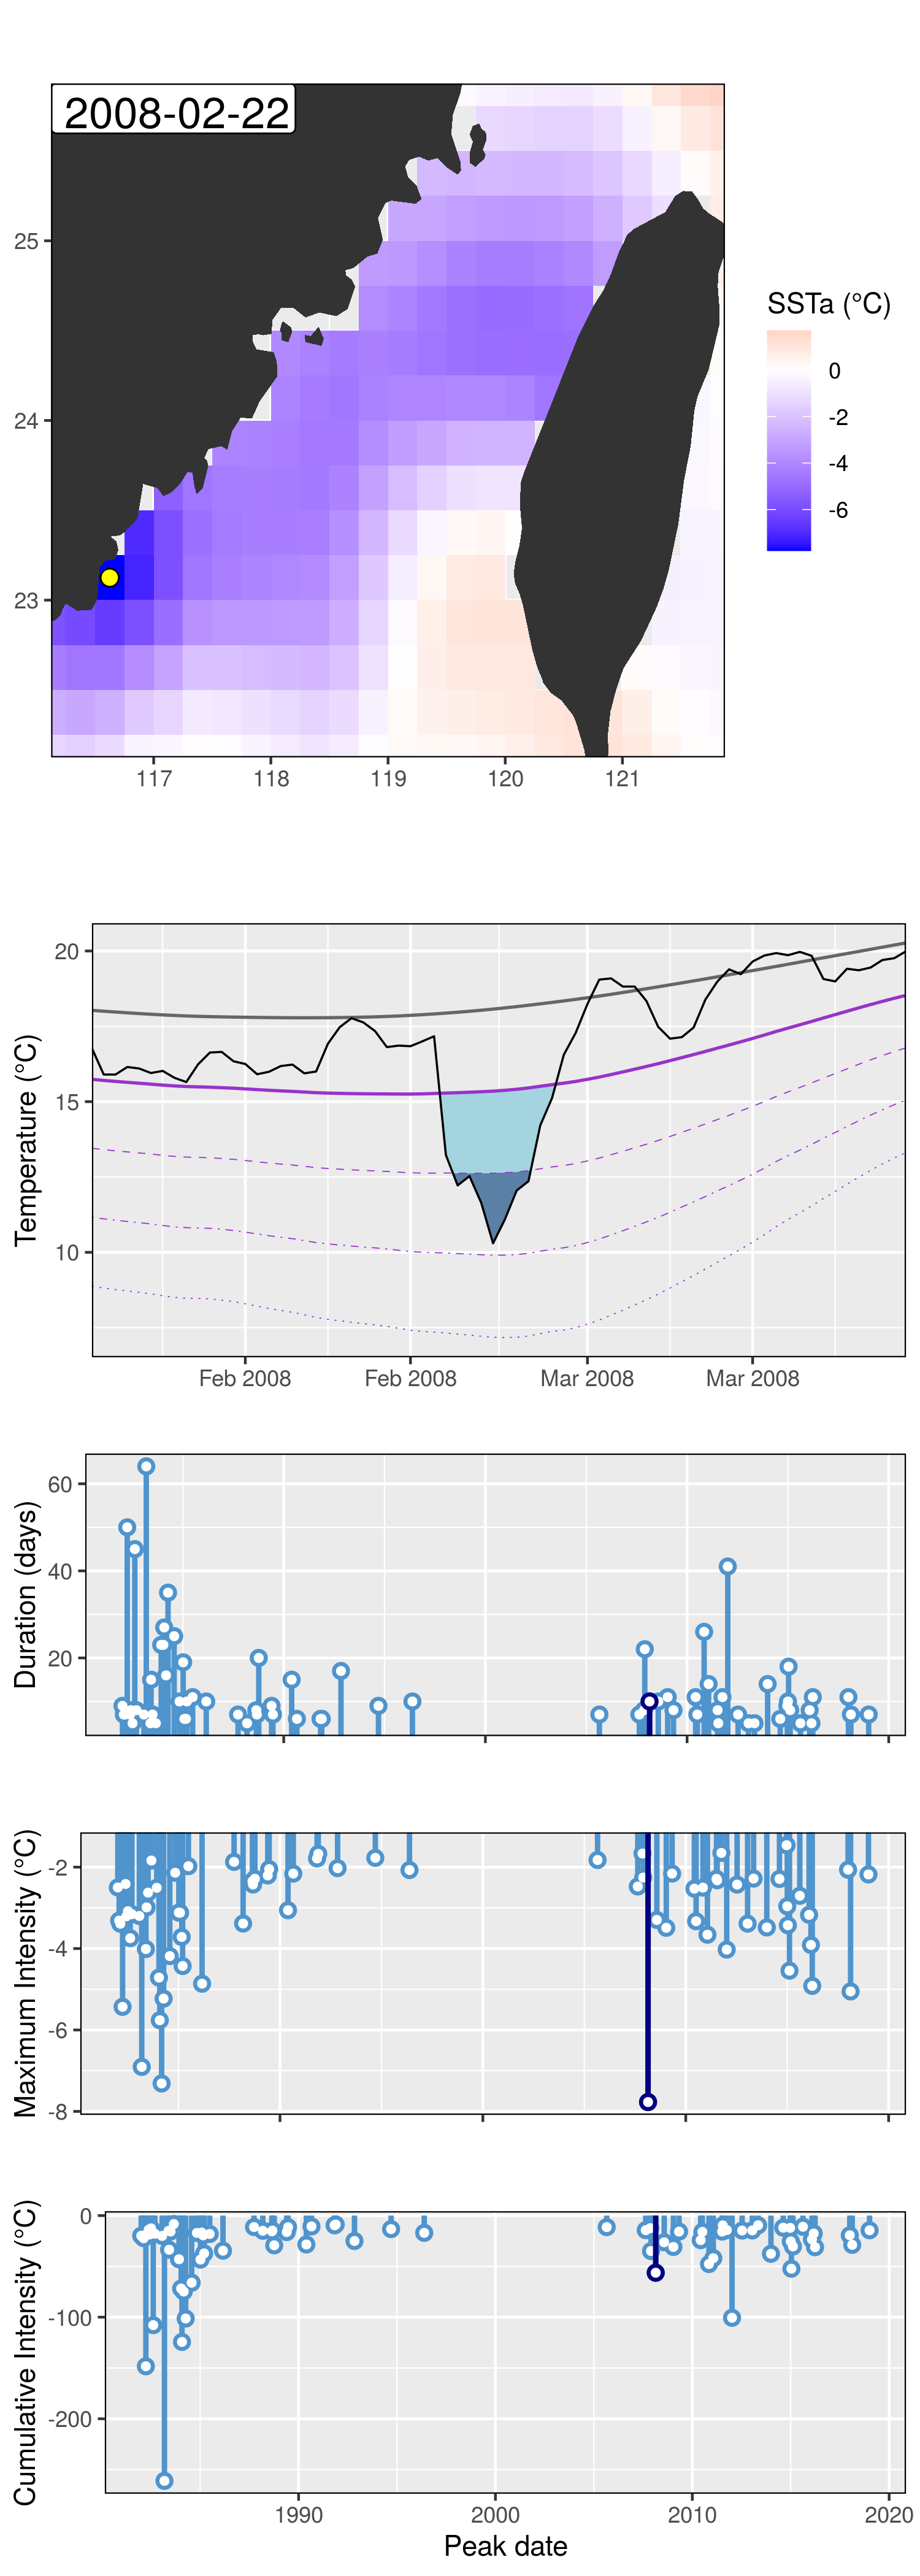 2008-02-22
25
24
23
117 118 119 120 121
SSTa (°C)
0
-2
-4
-6
Temperature (°C)
20
15
10
Feb 2008 Feb 2008 Mar 2008 Mar 2008
Duration (days)
60
40
20
Maximum Intensity (°C)
-2
-4
-6
-8
Cumulative Intensity (°C)
0
-100
-200
1990 2000 2010 2020
Peak date